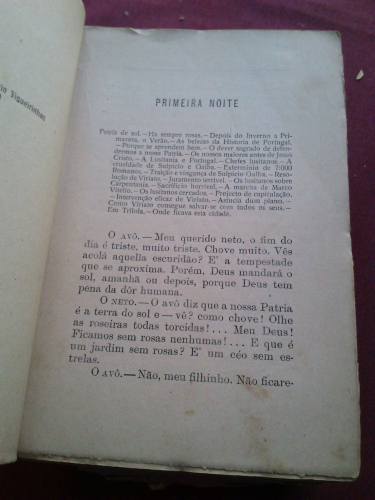 io Sigueirinhos
PRIMEIRA NOITE
Patria de sol.—Ha sempre rosas.—Depois do Inverno a Pri-
mavera, o Verão.—As belezas da Historia de Portugal.
—Porque se aprendem bem.—O dever sagrado de defen-
dermos a nossa Patria.—Os nossos maiores antes de Jesus
Cristo.—A Lusitania e Portugal.—Chefes lusitanos.—A
crueldade de Sulpicio e Galba.—Exterminio de 7:000
Romanos.—Traição e vingança de Sulpicio Galba.—Reso-
lução de Viriato.—Juramento terrivel.—Os lusitanos sobre
Carpentania.—Sacrificio horrivel.—A marcha de Marco
Vitelio.—Os lusitanos cercados.—Projecto de capitulação.
—Intervenção eficaz de Viriato.—Astucia dum plano.—
Como Viriato consegue salvar-se com todos os seus.—
Em Tribola.—Onde ficava esta cidade.
O AVÔ.—Meu querido neto, o fim do
dia é triste, muito triste. Chove muito. Vês
acolá aquella escuridão? E' a tempestade
que se aproxima. Porém, Deus mandará o
sol, amanhã ou depois, porque Deus tem
pena da dôr humana.
O NETO.—O avô diz que a nossa Patria
é a terra do sol e—vê? como chove! Olhe
as roseiras todas torcidas!... Meu Deus!
Ficamos sem rosas nenhumas!... E que é
um jardim sem rosas? E' um céo sem es-
trelas.
O AVÔ.—Não, meu filhinho. Não ficare-